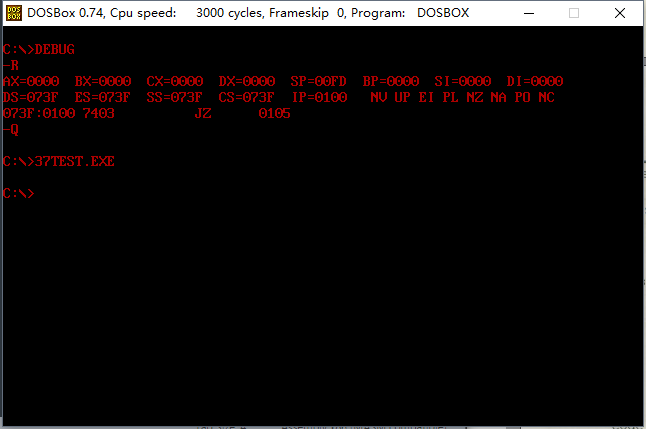 DOSBox 0.74, Cpu speed: 3000 cycles, Frameskip 0, Program: DOSBOX
C:\>DEBUG
-R
AX=0000 BX=0000 CX=0000 DX=0000 SP=00FD BP=0000 SI=0000 DI=0000
DS=073F ES=073F SS=073F CS=073F IP=0100 NV UP EI PL NZ NA PO NC
073F:0100 7403 JZ 0105
-Q
C:\>37TEST.EXE
C:\>